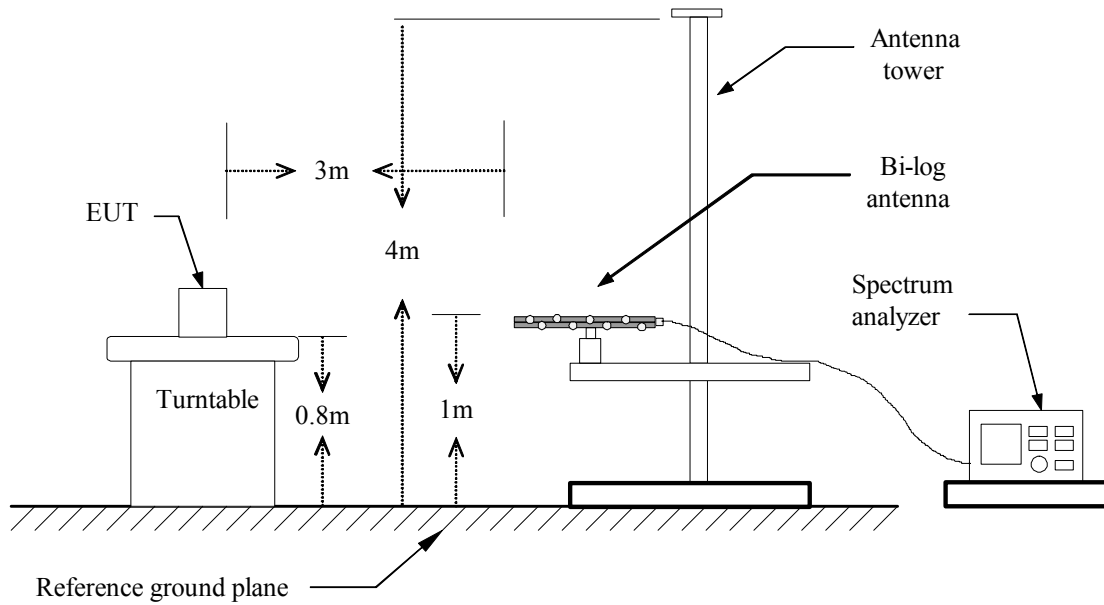 Antenna
tower
3m
Bi-log
antenna
EUT
4m
Spectrum
analyzer
Turntable
0.8m
1m
Reference ground plane